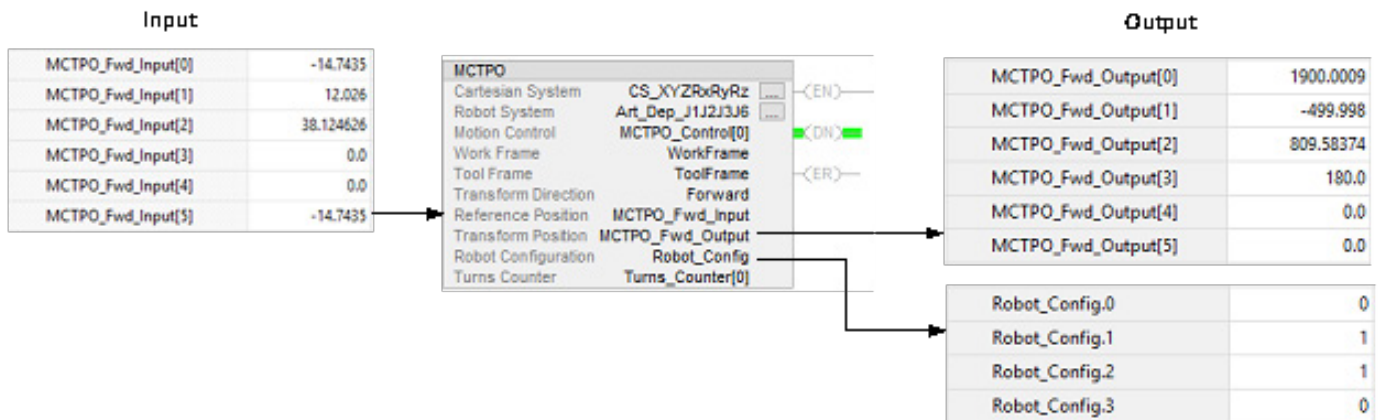 Input
MCTPO_Fwd_Input[0] -14.7435
MCTPO_Fwd_Input[1] 12.026
MCTPO_Fwd_Input[2] 38.124626
MCTPO_Fwd_Input[3] 0.0
MCTPO_Fwd_Input[4] 0.0
MCTPO_Fwd_Input[5] -14.7435
MCTPO
Cartesian System CS_XYZRxRyRz ...
Robot System Art_Dep_J1J2J3J6 ...
Motion Control MCTPO_Control[0]
Work Frame WorkFrame
Tool Frame ToolFrame
Transform Direction Forward
Reference Position MCTPO_Fwd_Input
Transform Position MCTPO_Fwd_Output
Robot Configuration Robot_Config
Turns Counter Turns_Counter[0]
(EN)
(DN)
(ER)
Output
MCTPO_Fwd_Output[0] 1900.0009
MCTPO_Fwd_Output[1] -499.998
MCTPO_Fwd_Output[2] 809.58374
MCTPO_Fwd_Output[3] 180.0
MCTPO_Fwd_Output[4] 0.0
MCTPO_Fwd_Output[5] 0.0
Robot_Config.0 0
Robot_Config.1 1
Robot_Config.2 1
Robot_Config.3 0